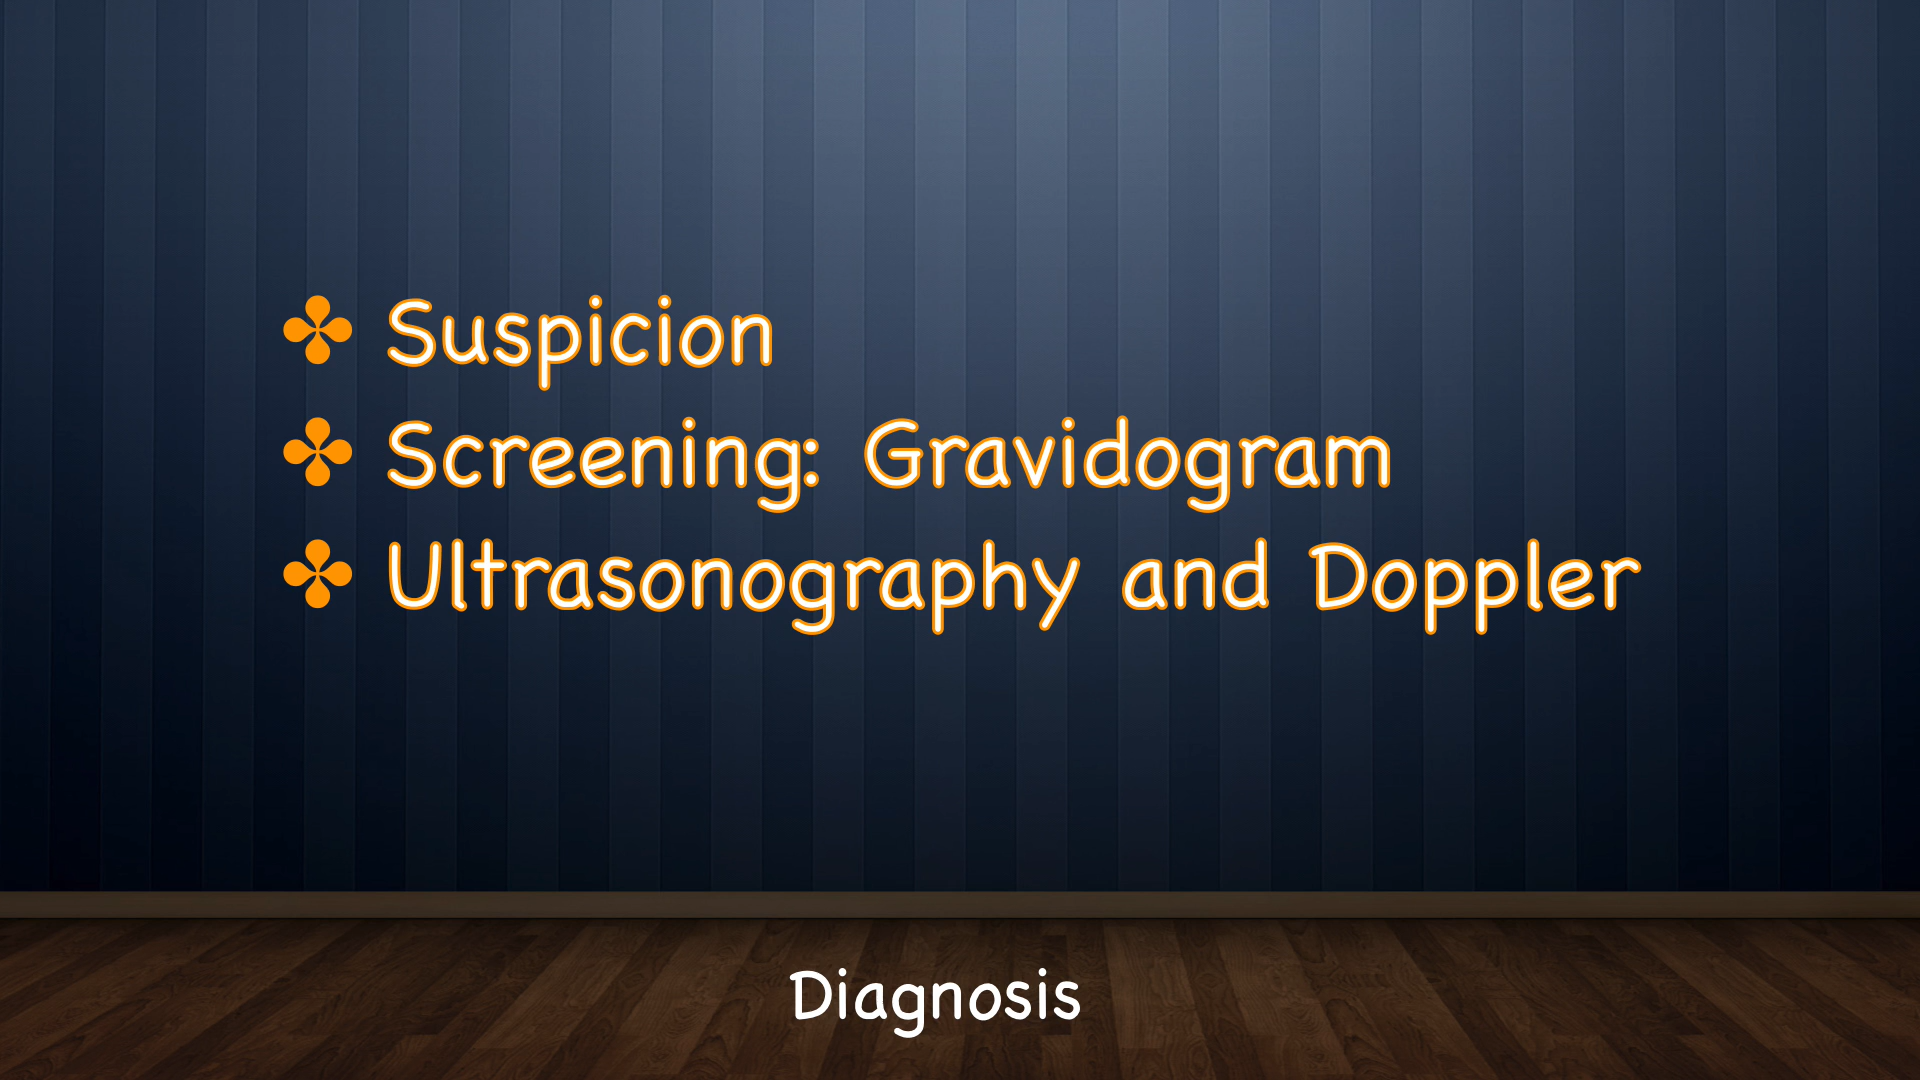 ✤ Suspicion
✤ Screening: Gravidogram
✤ Ultrasonography and Doppler
Diagnosis